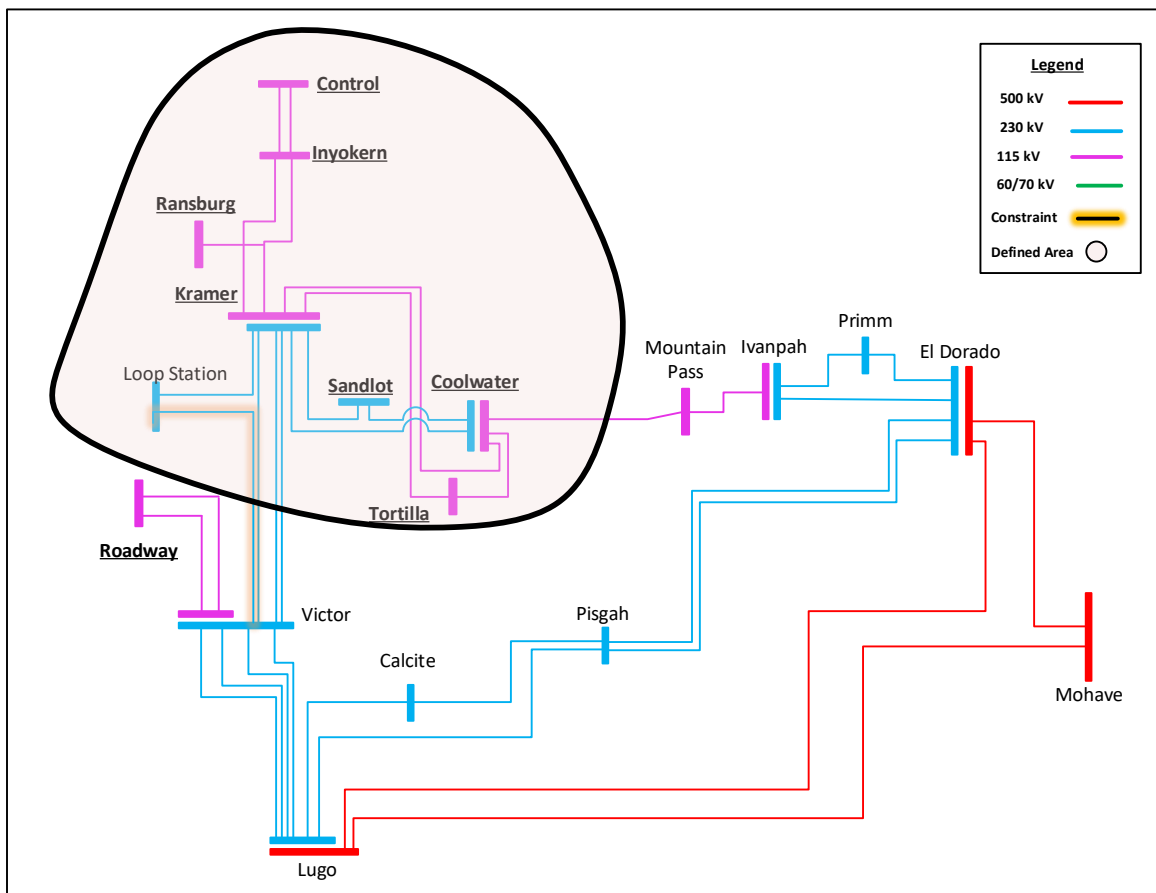 Control
Inyokern
Ransburg
Kramer
Loop Station
Sandlot
Coolwater
Tortilla
Roadway
Victor
Calcite
Pisgah
Lugo
Mountain
Pass
Ivanpah
Primm
El Dorado
Mohave
Legend
500 kV
230 kV
115 kV
60/70 kV
Constraint
Defined Area